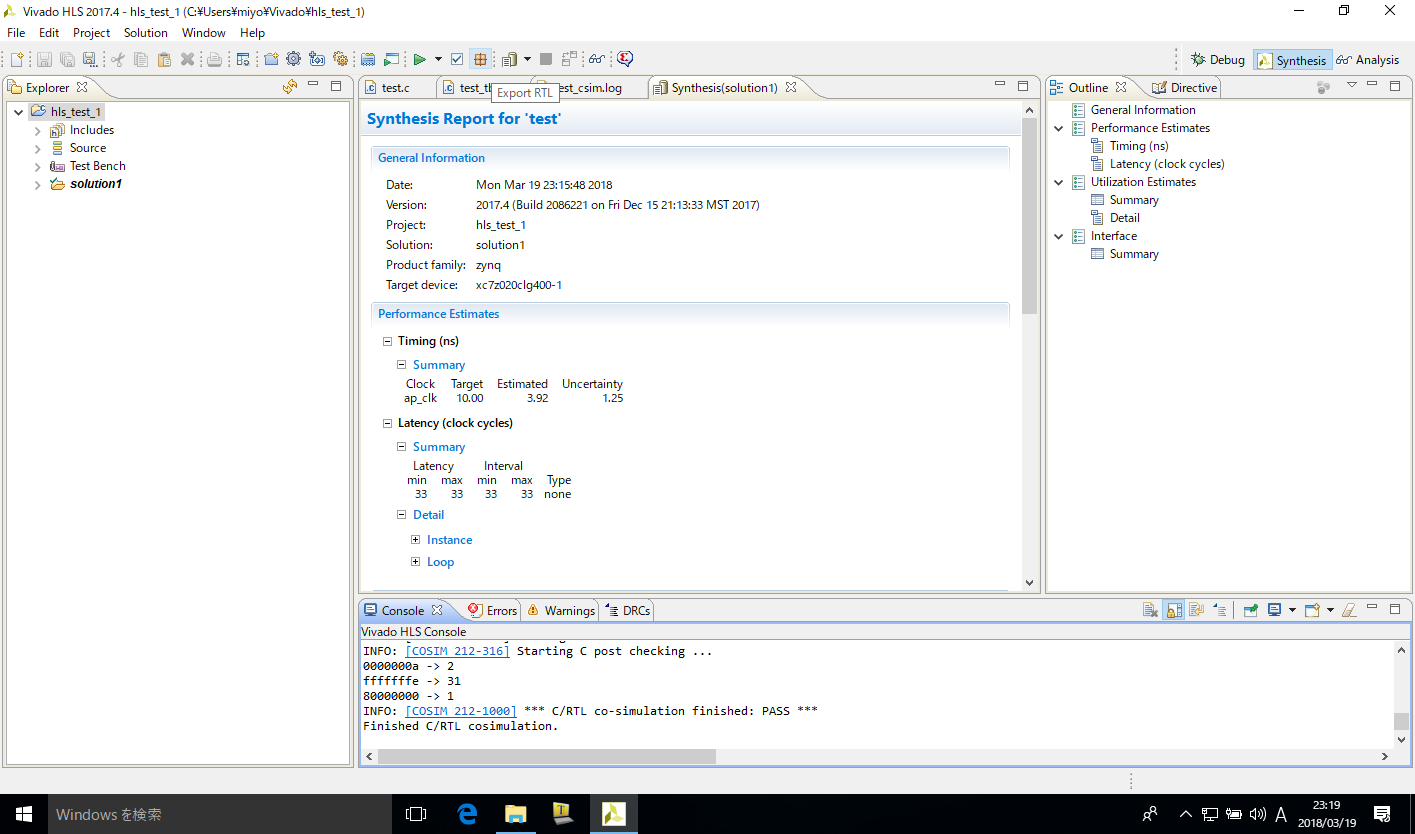 Vivado HLS 2017.4 - hls_test_1 (C:¥Users¥miyo¥Vivado¥hls_test_1)
File Edit Project Solution Window Help
Debug Synthesis Analysis
Explorer
hls_test_1
Includes
Source
Test Bench
solution1
test.c
Export RTL
Synthesis(solution1)
Synthesis Report for 'test'
General Information
Date: Mon Mar 19 23:15:48 2018
Version: 2017.4 (Build 2086221 on Fri Dec 15 21:13:33 MST 2017)
Project: hls_test_1
Solution: solution1
Product family: zynq
Target device: xc7z020clg400-1
Performance Estimates
Timing (ns)
Summary
Clock Target Estimated Uncertainty
ap_clk 10.00 3.92 1.25
Latency (clock cycles)
Summary
Latency Interval
min max min max Type
33 33 33 33 none
Detail
Instance
Loop
Outline Directive
General Information
Performance Estimates
Timing (ns)
Latency (clock cycles)
Utilization Estimates
Summary
Detail
Interface
Summary
Console Errors Warnings DRCs
Vivado HLS Console
INFO: [COSIM 212-316] Starting C post checking ...
0000000a -> 2
fffffffe -> 31
80000000 -> 1
INFO: [COSIM 212-1000] *** C/RTL co-simulation finished: PASS ***
Finished C/RTL cosimulation.
Windows を検索
A
23:19
2018/03/19